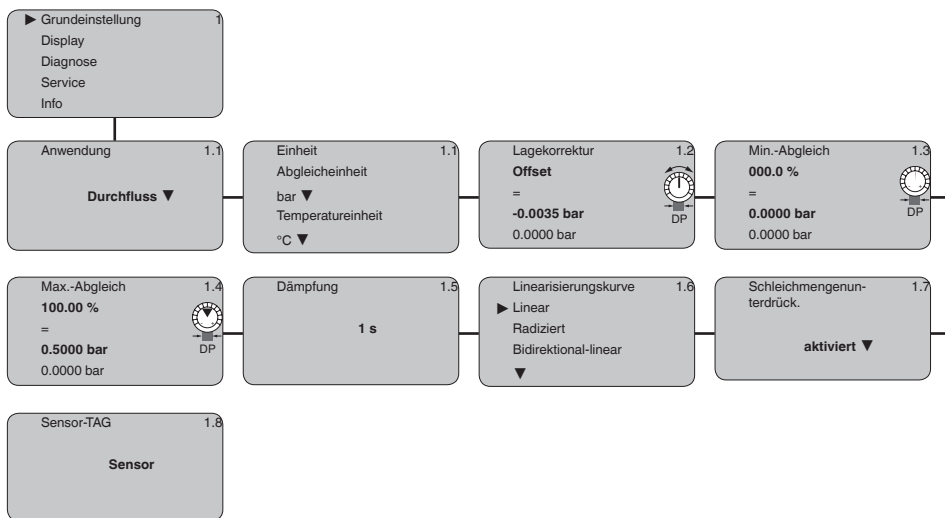 ▶ Grundeinstellung 1
Display
Diagnose
Service
Info
Anwendung 1.1
Durchfluss ▼
Einheit 1.1
Abgleicheinheit
bar ▼
Temperatureinheit
°C ▼
Lagekorrektur 1.2
Offset
=
-0.0035 bar
0.0000 bar
DP
Min.-Abgleich 1.3
000.0 %
=
0.0000 bar
0.0000 bar
DP
Max.-Abgleich 1.4
100.00 %
=
0.5000 bar
0.0000 bar
DP
Dämpfung 1.5
1 s
Linearisierungskurve 1.6
▶ Linear
Radiziert
Bidirektional-linear
▼
Schleichmengenun- 1.7
terdrück.
aktiviert ▼
Sensor-TAG 1.8
Sensor